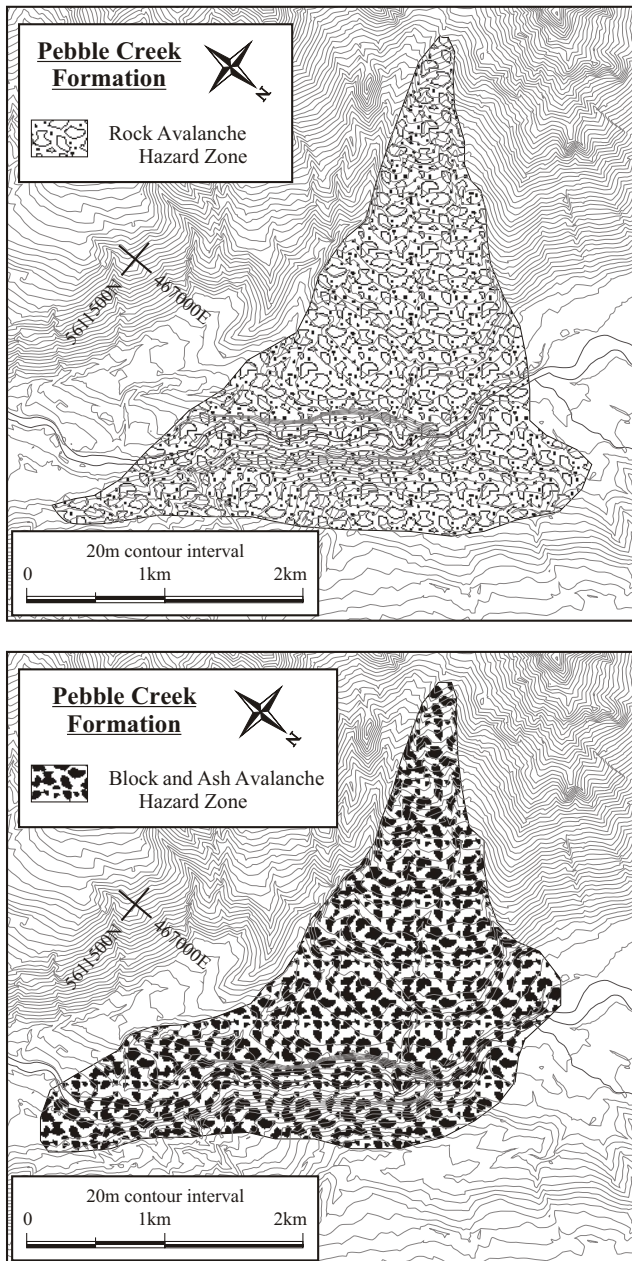 Pebble Creek
Formation
N
Rock Avalanche
Hazard Zone
5611500N
467000E
20m contour interval
0 1km 2km
Pebble Creek
Formation
N
Block and Ash Avalanche
Hazard Zone
5611500N
467000E
20m contour interval
0 1km 2km